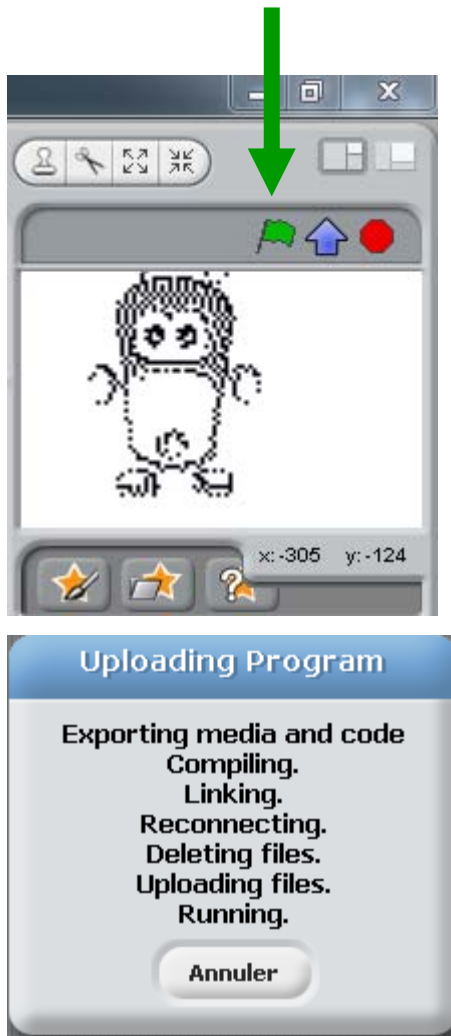 x:-305 y:-124
Uploading Program
Exporting media and code
Compiling.
Linking.
Reconnecting.
Deleting files.
Uploading files.
Running.
Annuler